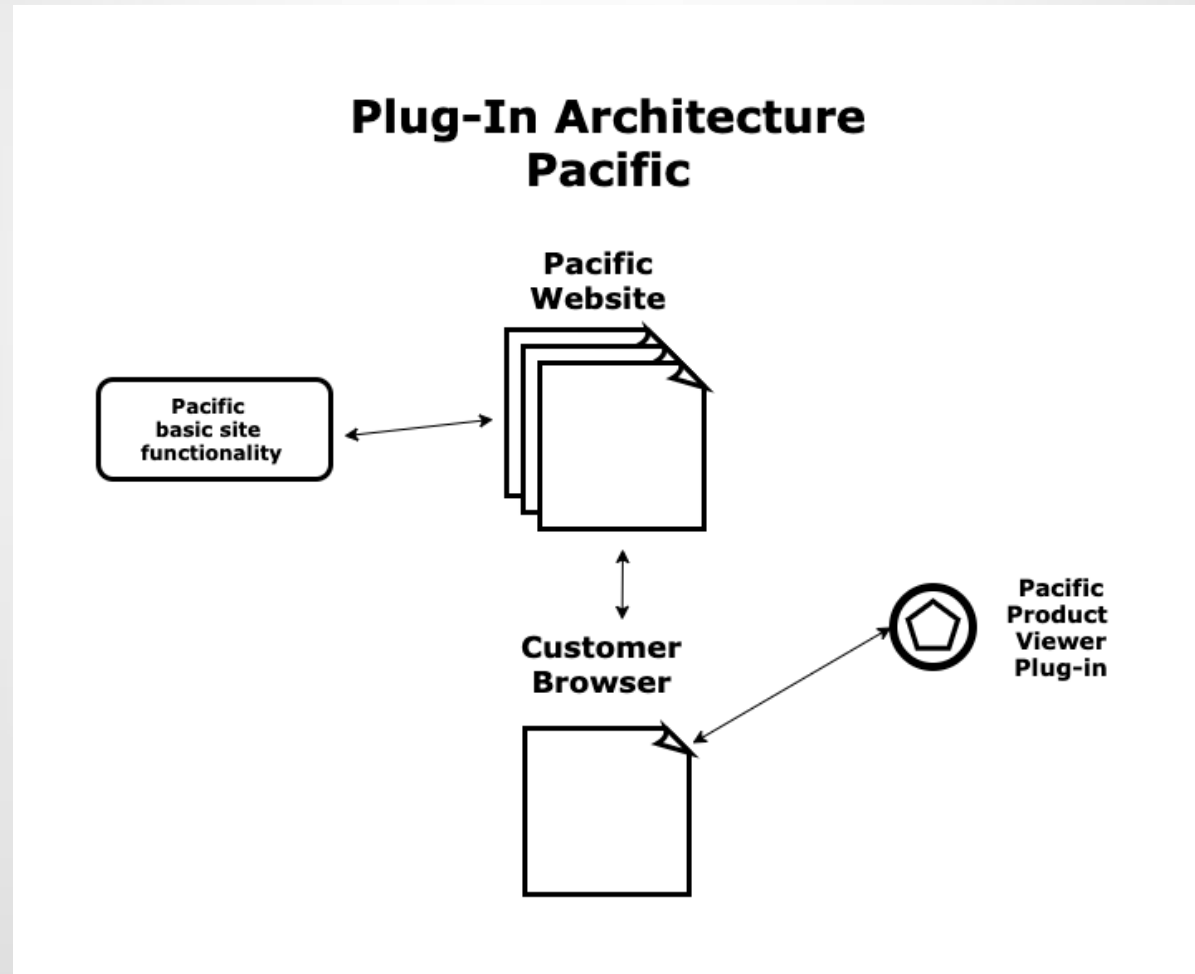 Plug-In Architecture
Pacific
Pacific
Website
Pacific
basic site
functionality
Pacific
Product
Viewer
Plug-in
Customer
Browser